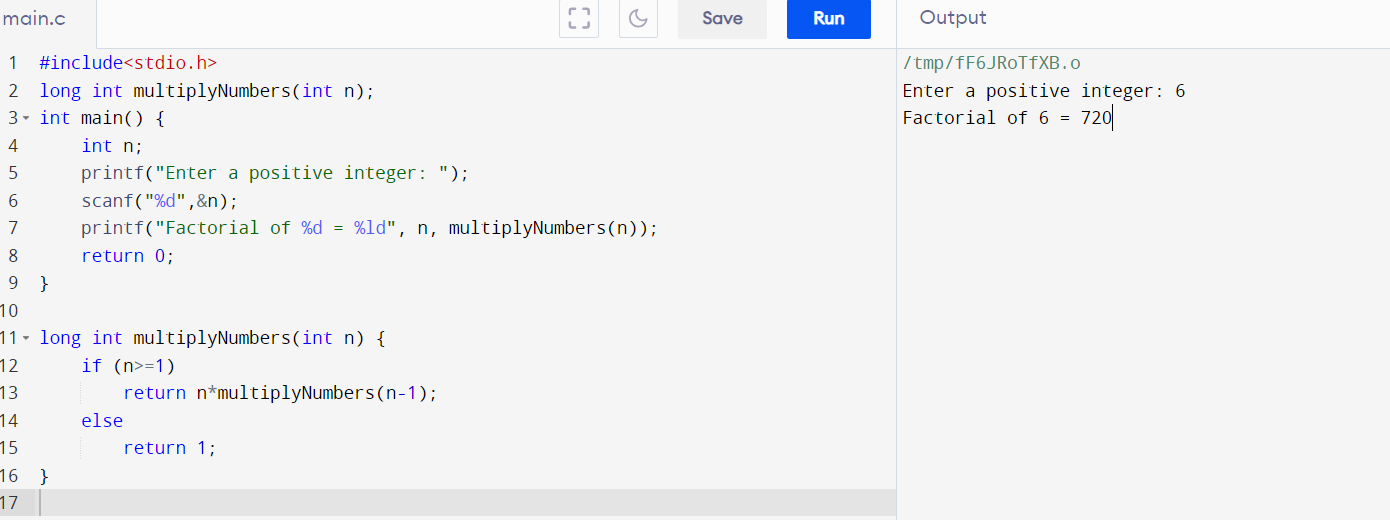 main.c Save Run Output
1 #include<stdio.h>
2 long int multiplyNumbers(int n);
3 int main() {
4     int n;
5     printf("Enter a positive integer: ");
6     scanf("%d",&n);
7     printf("Factorial of %d = %ld", n, multiplyNumbers(n));
8     return 0;
9 }
10
11 long int multiplyNumbers(int n) {
12     if (n>=1)
13         return n*multiplyNumbers(n-1);
14     else
15         return 1;
16 }
17
/tmp/fF6JRoTfXB.o
Enter a positive integer: 6
Factorial of 6 = 720